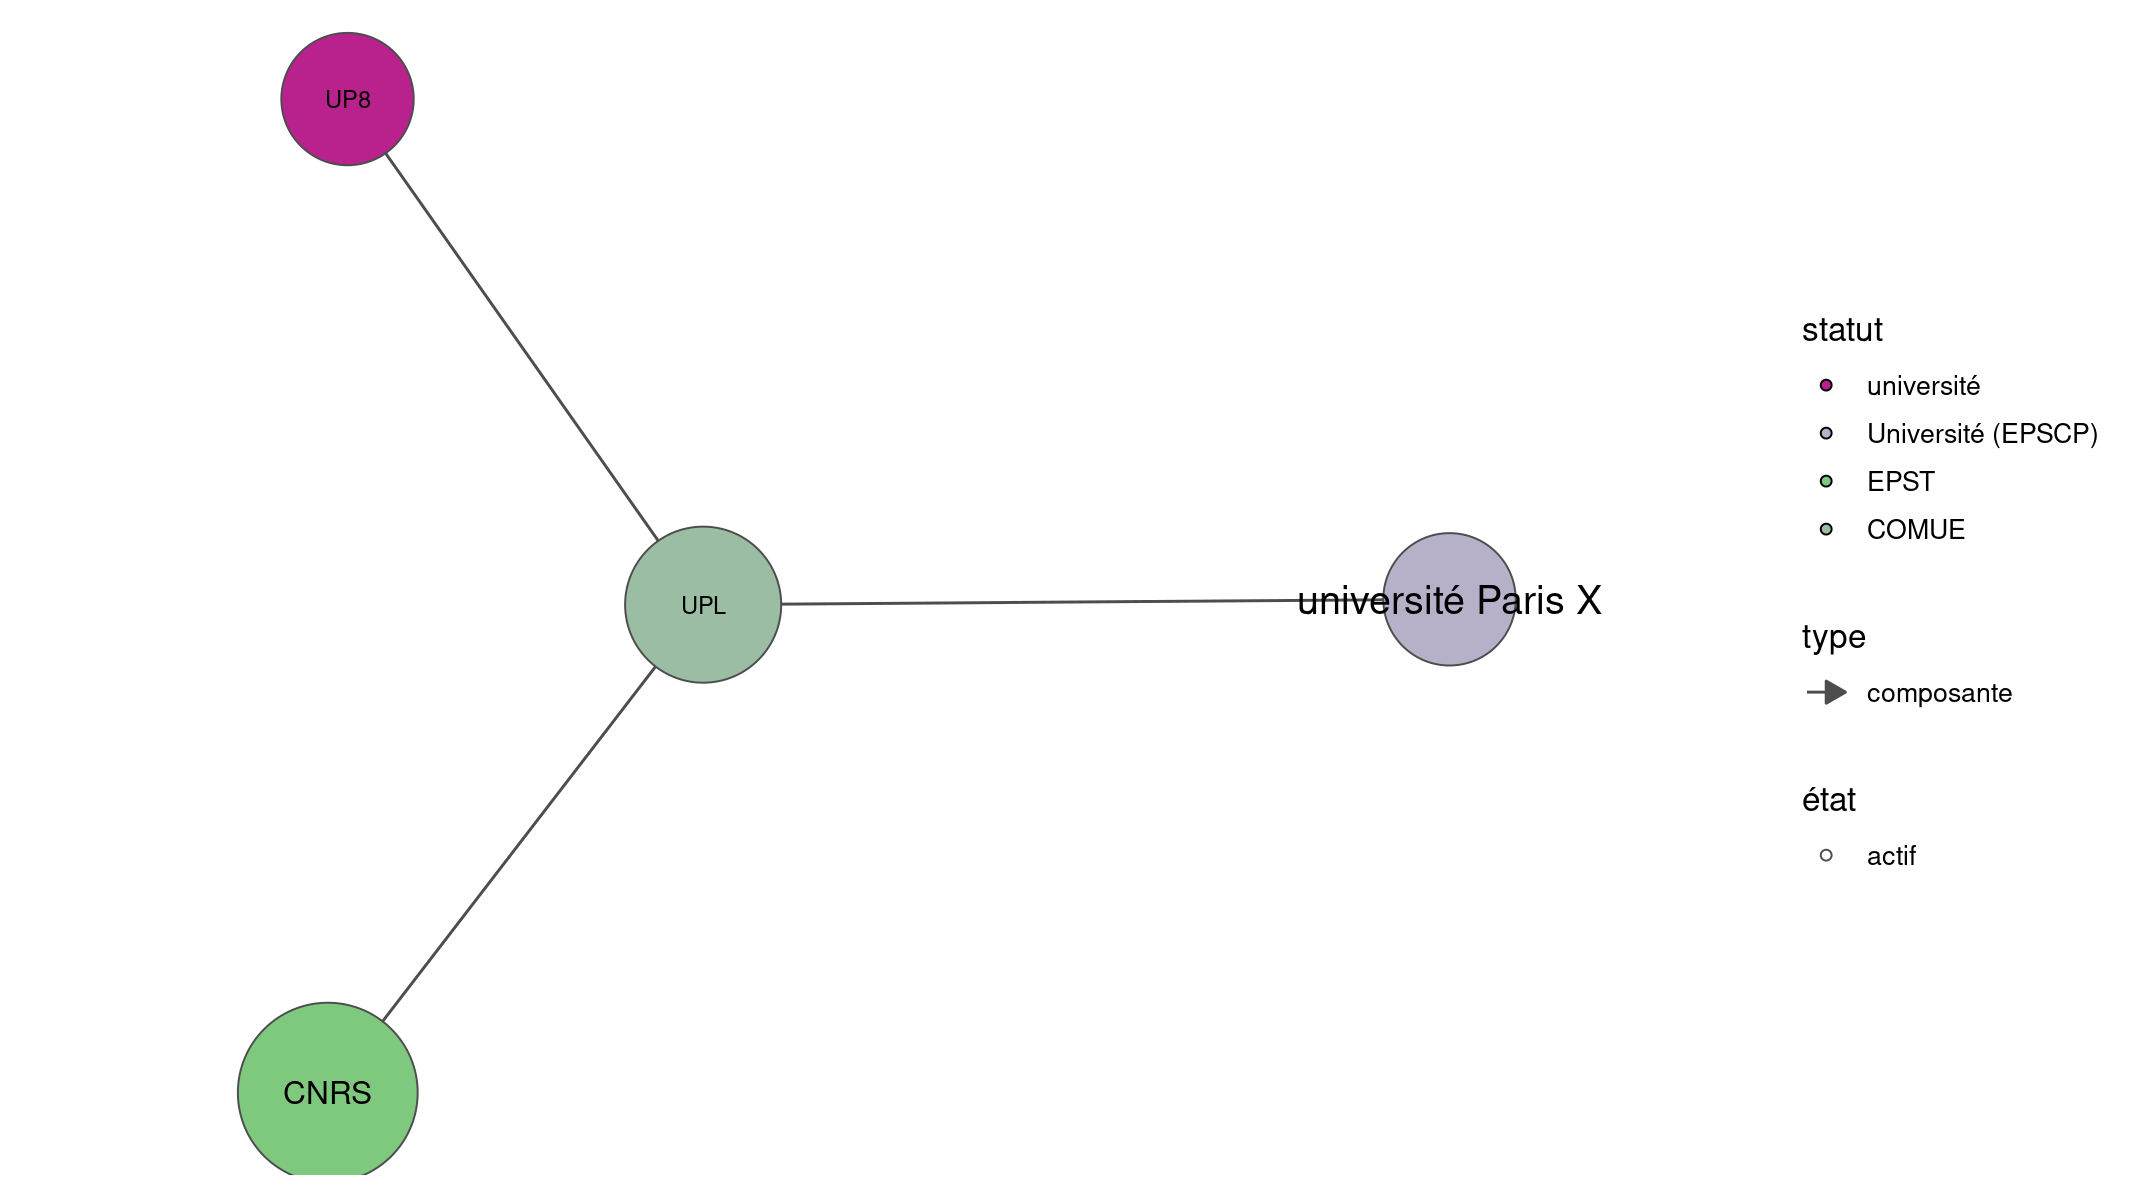 UP8
UPL
université Paris X
CNRS
statut
université
Université (EPSCP)
EPST
COMUE
type
composante
état
actif